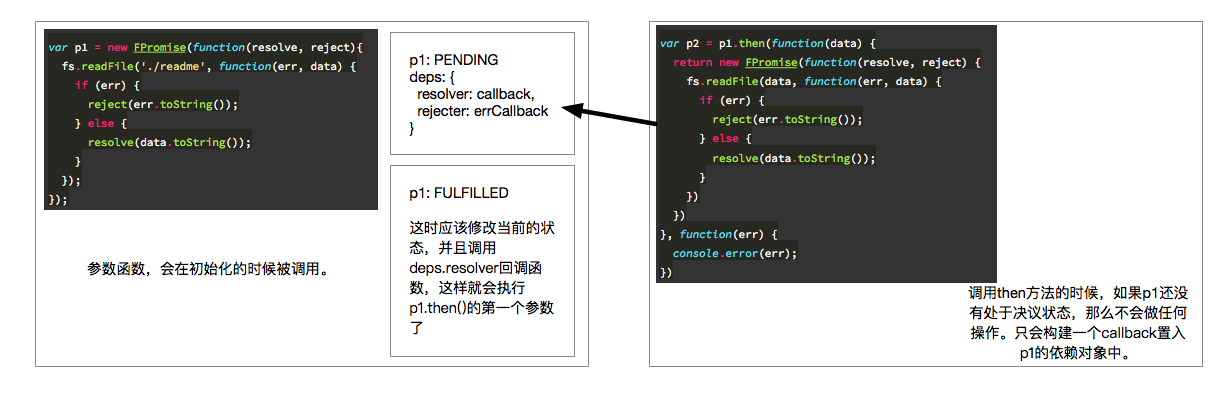 var p1 = new FPromise(function(resolve, reject){
  fs.readFile('./readme', function(err, data) {
    if (err) {
      reject(err.toString());
    } else {
      resolve(data.toString());
    }
  });
});
参数函数，会在初始化的时候被调用。
p1: PENDING
deps: {
  resolver: callback,
  rejecter: errCallback
}
p1: FULFILLED
这时应该修改当前的状
态，并且调用
deps.resolver回调函
数，这样就会执行
p1.then()的第一个参数
了
var p2 = p1.then(function(data) {
  return new FPromise(function(resolve, reject) {
    fs.readFile(data, function(err, data) {
      if (err) {
        reject(err.toString());
      } else {
        resolve(data.toString());
      }
    })
  })
}, function(err) {
  console.error(err);
})
调用then方法的时候，如果p1还没
有处于决议状态，那么不会做任何
操作。只会构建一个callback置入
p1的依赖对象中。